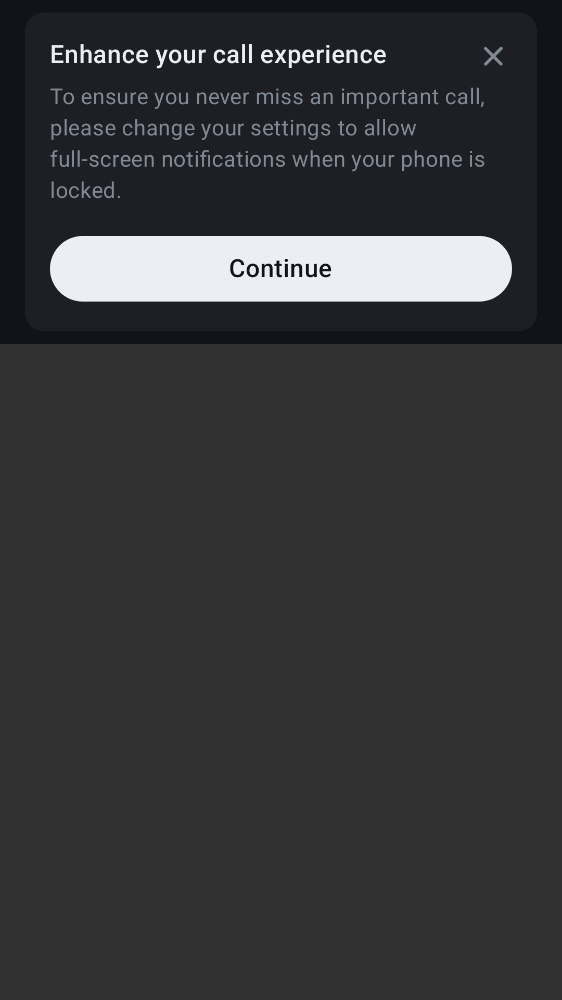 Enhance your call experience
To ensure you never miss an important call,
please change your settings to allow
full-screen notifications when your phone is
locked.
Continue